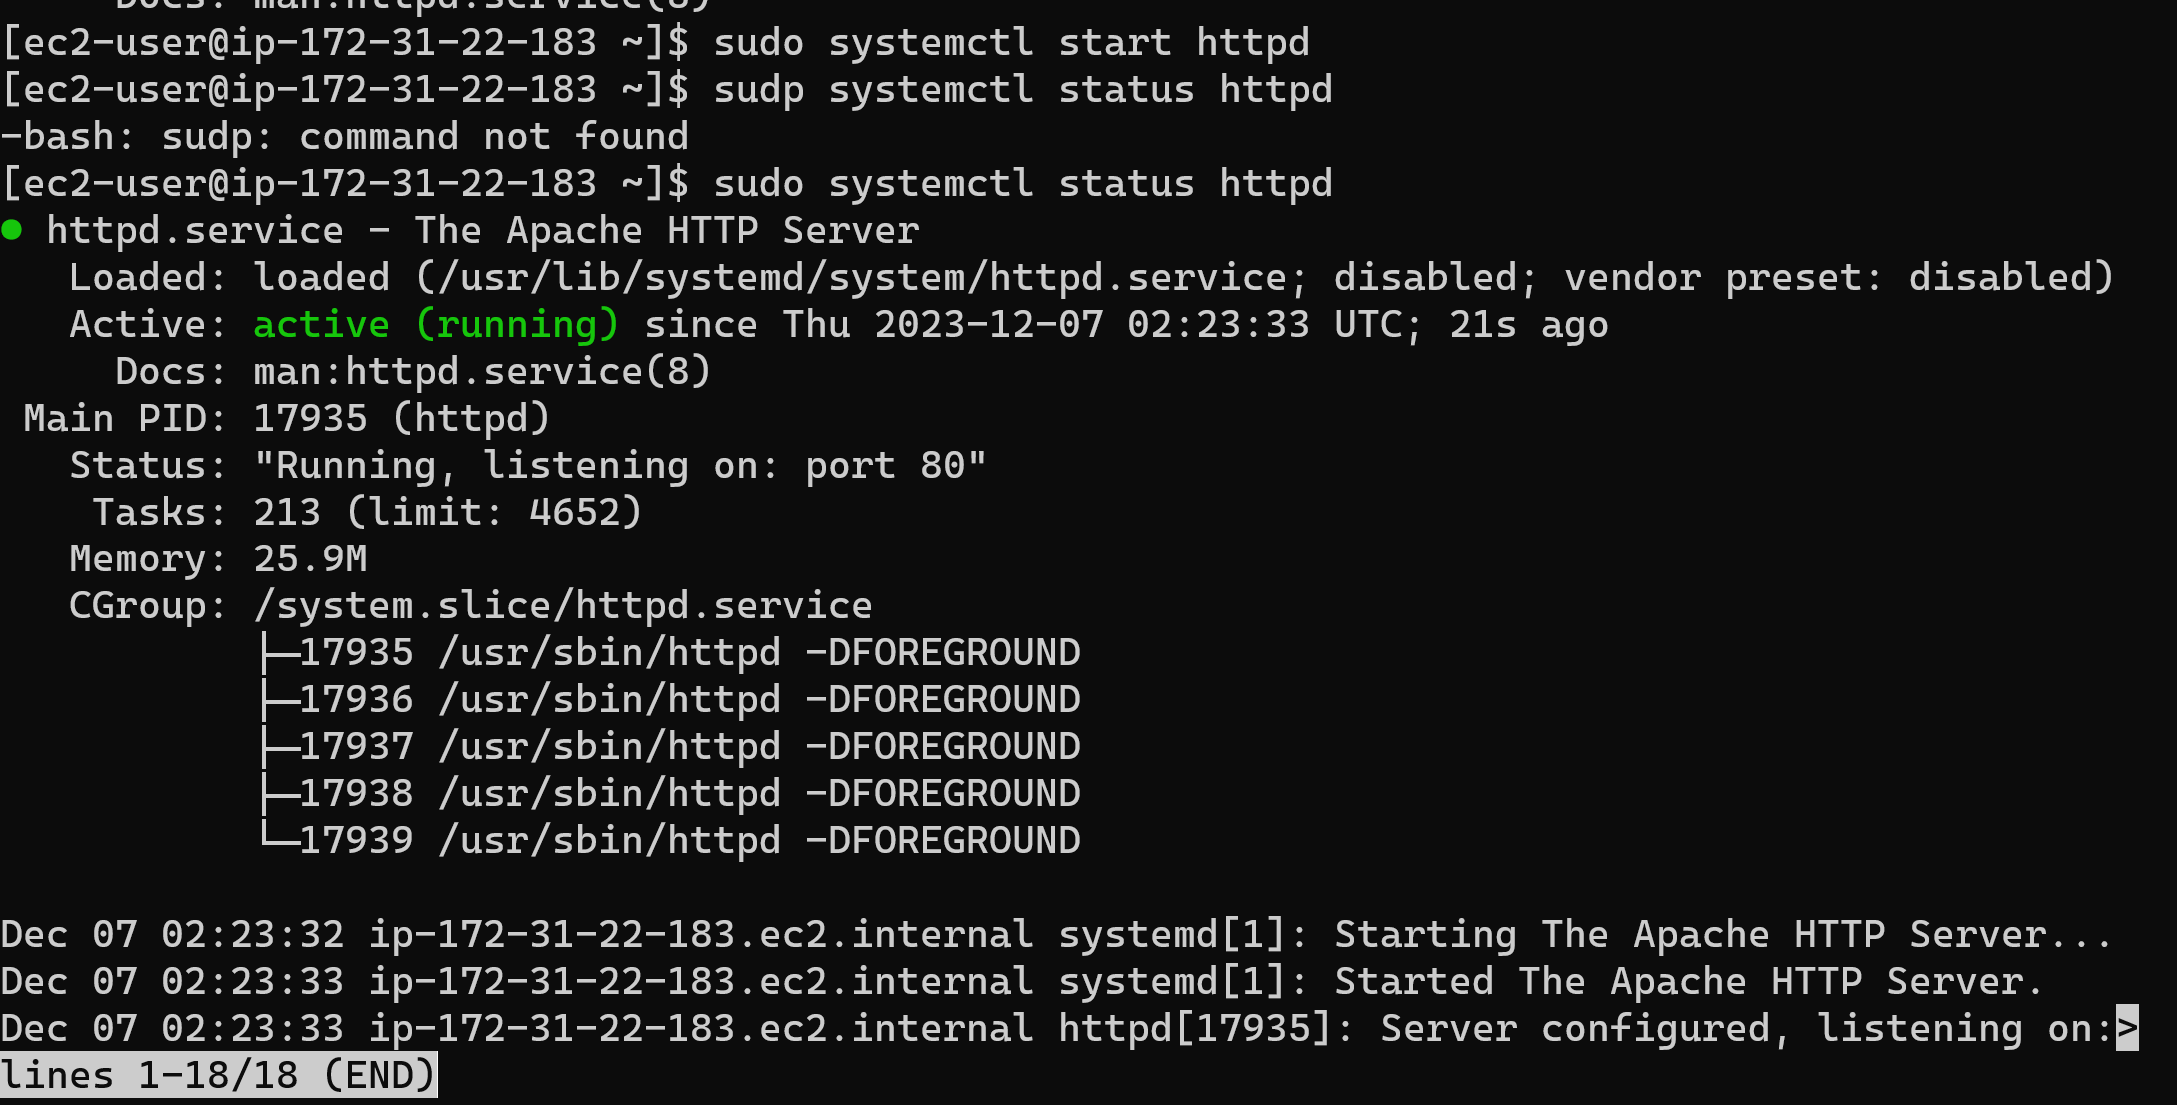 Docs: man:httpd.service(8)
[ec2-user@ip-172-31-22-183 ~]$ sudo systemctl start httpd
[ec2-user@ip-172-31-22-183 ~]$ sudp systemctl status httpd
-bash: sudp: command not found
[ec2-user@ip-172-31-22-183 ~]$ sudo systemctl status httpd
● httpd.service - The Apache HTTP Server
   Loaded: loaded (/usr/lib/systemd/system/httpd.service; disabled; vendor preset: disabled)
   Active: active (running) since Thu 2023-12-07 02:23:33 UTC; 21s ago
     Docs: man:httpd.service(8)
 Main PID: 17935 (httpd)
   Status: "Running, listening on: port 80"
    Tasks: 213 (limit: 4652)
   Memory: 25.9M
   CGroup: /system.slice/httpd.service
           ├─17935 /usr/sbin/httpd -DFOREGROUND
           ├─17936 /usr/sbin/httpd -DFOREGROUND
           ├─17937 /usr/sbin/httpd -DFOREGROUND
           ├─17938 /usr/sbin/httpd -DFOREGROUND
           └─17939 /usr/sbin/httpd -DFOREGROUND
Dec 07 02:23:32 ip-172-31-22-183.ec2.internal systemd[1]: Starting The Apache HTTP Server...
Dec 07 02:23:33 ip-172-31-22-183.ec2.internal systemd[1]: Started The Apache HTTP Server.
Dec 07 02:23:33 ip-172-31-22-183.ec2.internal httpd[17935]: Server configured, listening on:>
lines 1-18/18 (END)